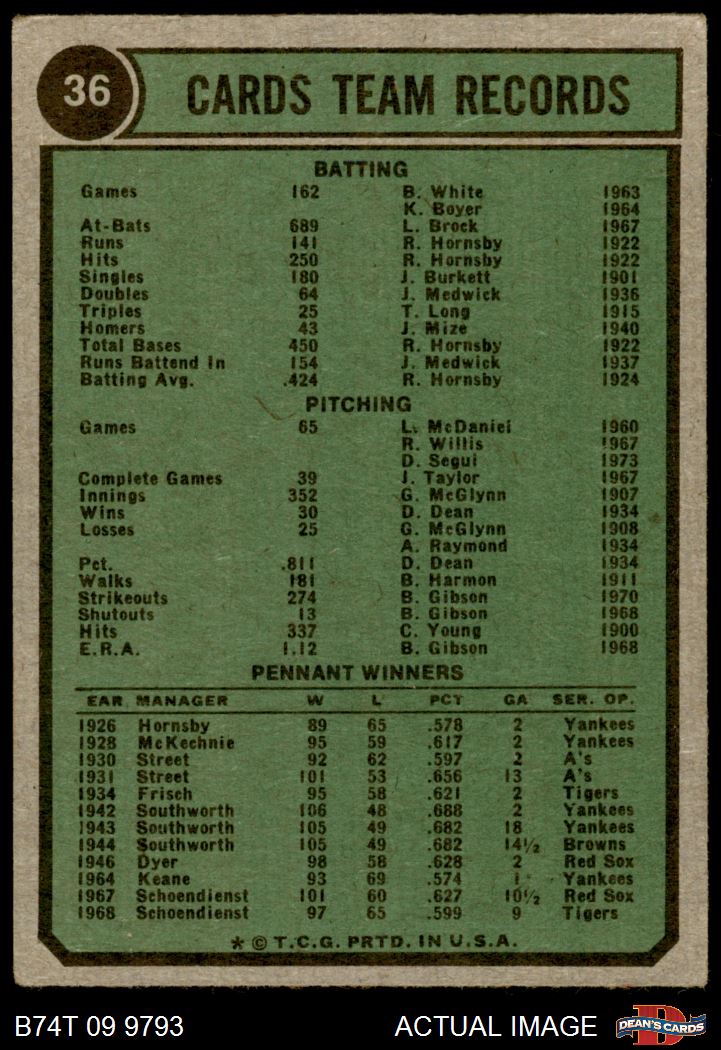 36 CARDS TEAM RECORDS
BATTING
Games 162 B. White 1963
K. Boyer 1964
At-Bats 689 L. Brock 1967
Runs 141 R. Hornsby 1922
Hits 250 R. Hornsby 1922
Singles 180 J. Burkett 1901
Doubles 64 J. Medwick 1936
Triples 25 T. Long 1915
Homers 43 J. Mize 1940
Total Bases 450 R. Hornsby 1922
Runs Battend In 154 J. Medwick 1937
Batting Avg. .424 R. Hornsby 1924
PITCHING
Games 65 L. McDaniel 1960
R. Willis 1967
D. Segui 1973
Complete Games 39 J. Taylor 1967
Innings 352 G. McGlynn 1907
Wins 30 D. Dean 1934
Losses 25 G. McGlynn 1908
A. Raymond 1934
Pct. .811 D. Dean 1934
Walks 181 B. Harmon 1911
Strikeouts 274 B. Gibson 1970
Shutouts 13 B. Gibson 1968
Hits 337 C. Young 1900
E.R.A. 1.12 B. Gibson 1968
PENNANT WINNERS
EAR MANAGER W L PCT GA SER. OP.
1926 Hornsby 89 65 .578 2 Yankees
1928 McKechnie 95 59 .617 2 Yankees
1930 Street 92 62 .597 2 A's
1931 Street 101 53 .656 13 A's
1934 Frisch 95 58 .621 2 Tigers
1942 Southworth 106 48 .688 2 Yankees
1943 Southworth 105 49 .682 18 Yankees
1944 Southworth 105 49 .682 14½ Browns
1946 Dyer 98 58 .628 2 Red Sox
1964 Keane 93 69 .574 1 Yankees
1967 Schoendienst 101 60 .627 10½ Red Sox
1968 Schoendienst 97 65 .599 9 Tigers
* © T.C.G. PRTD. IN U.S.A.
B74T 09 9793 ACTUAL IMAGE DEAN'S CARDS